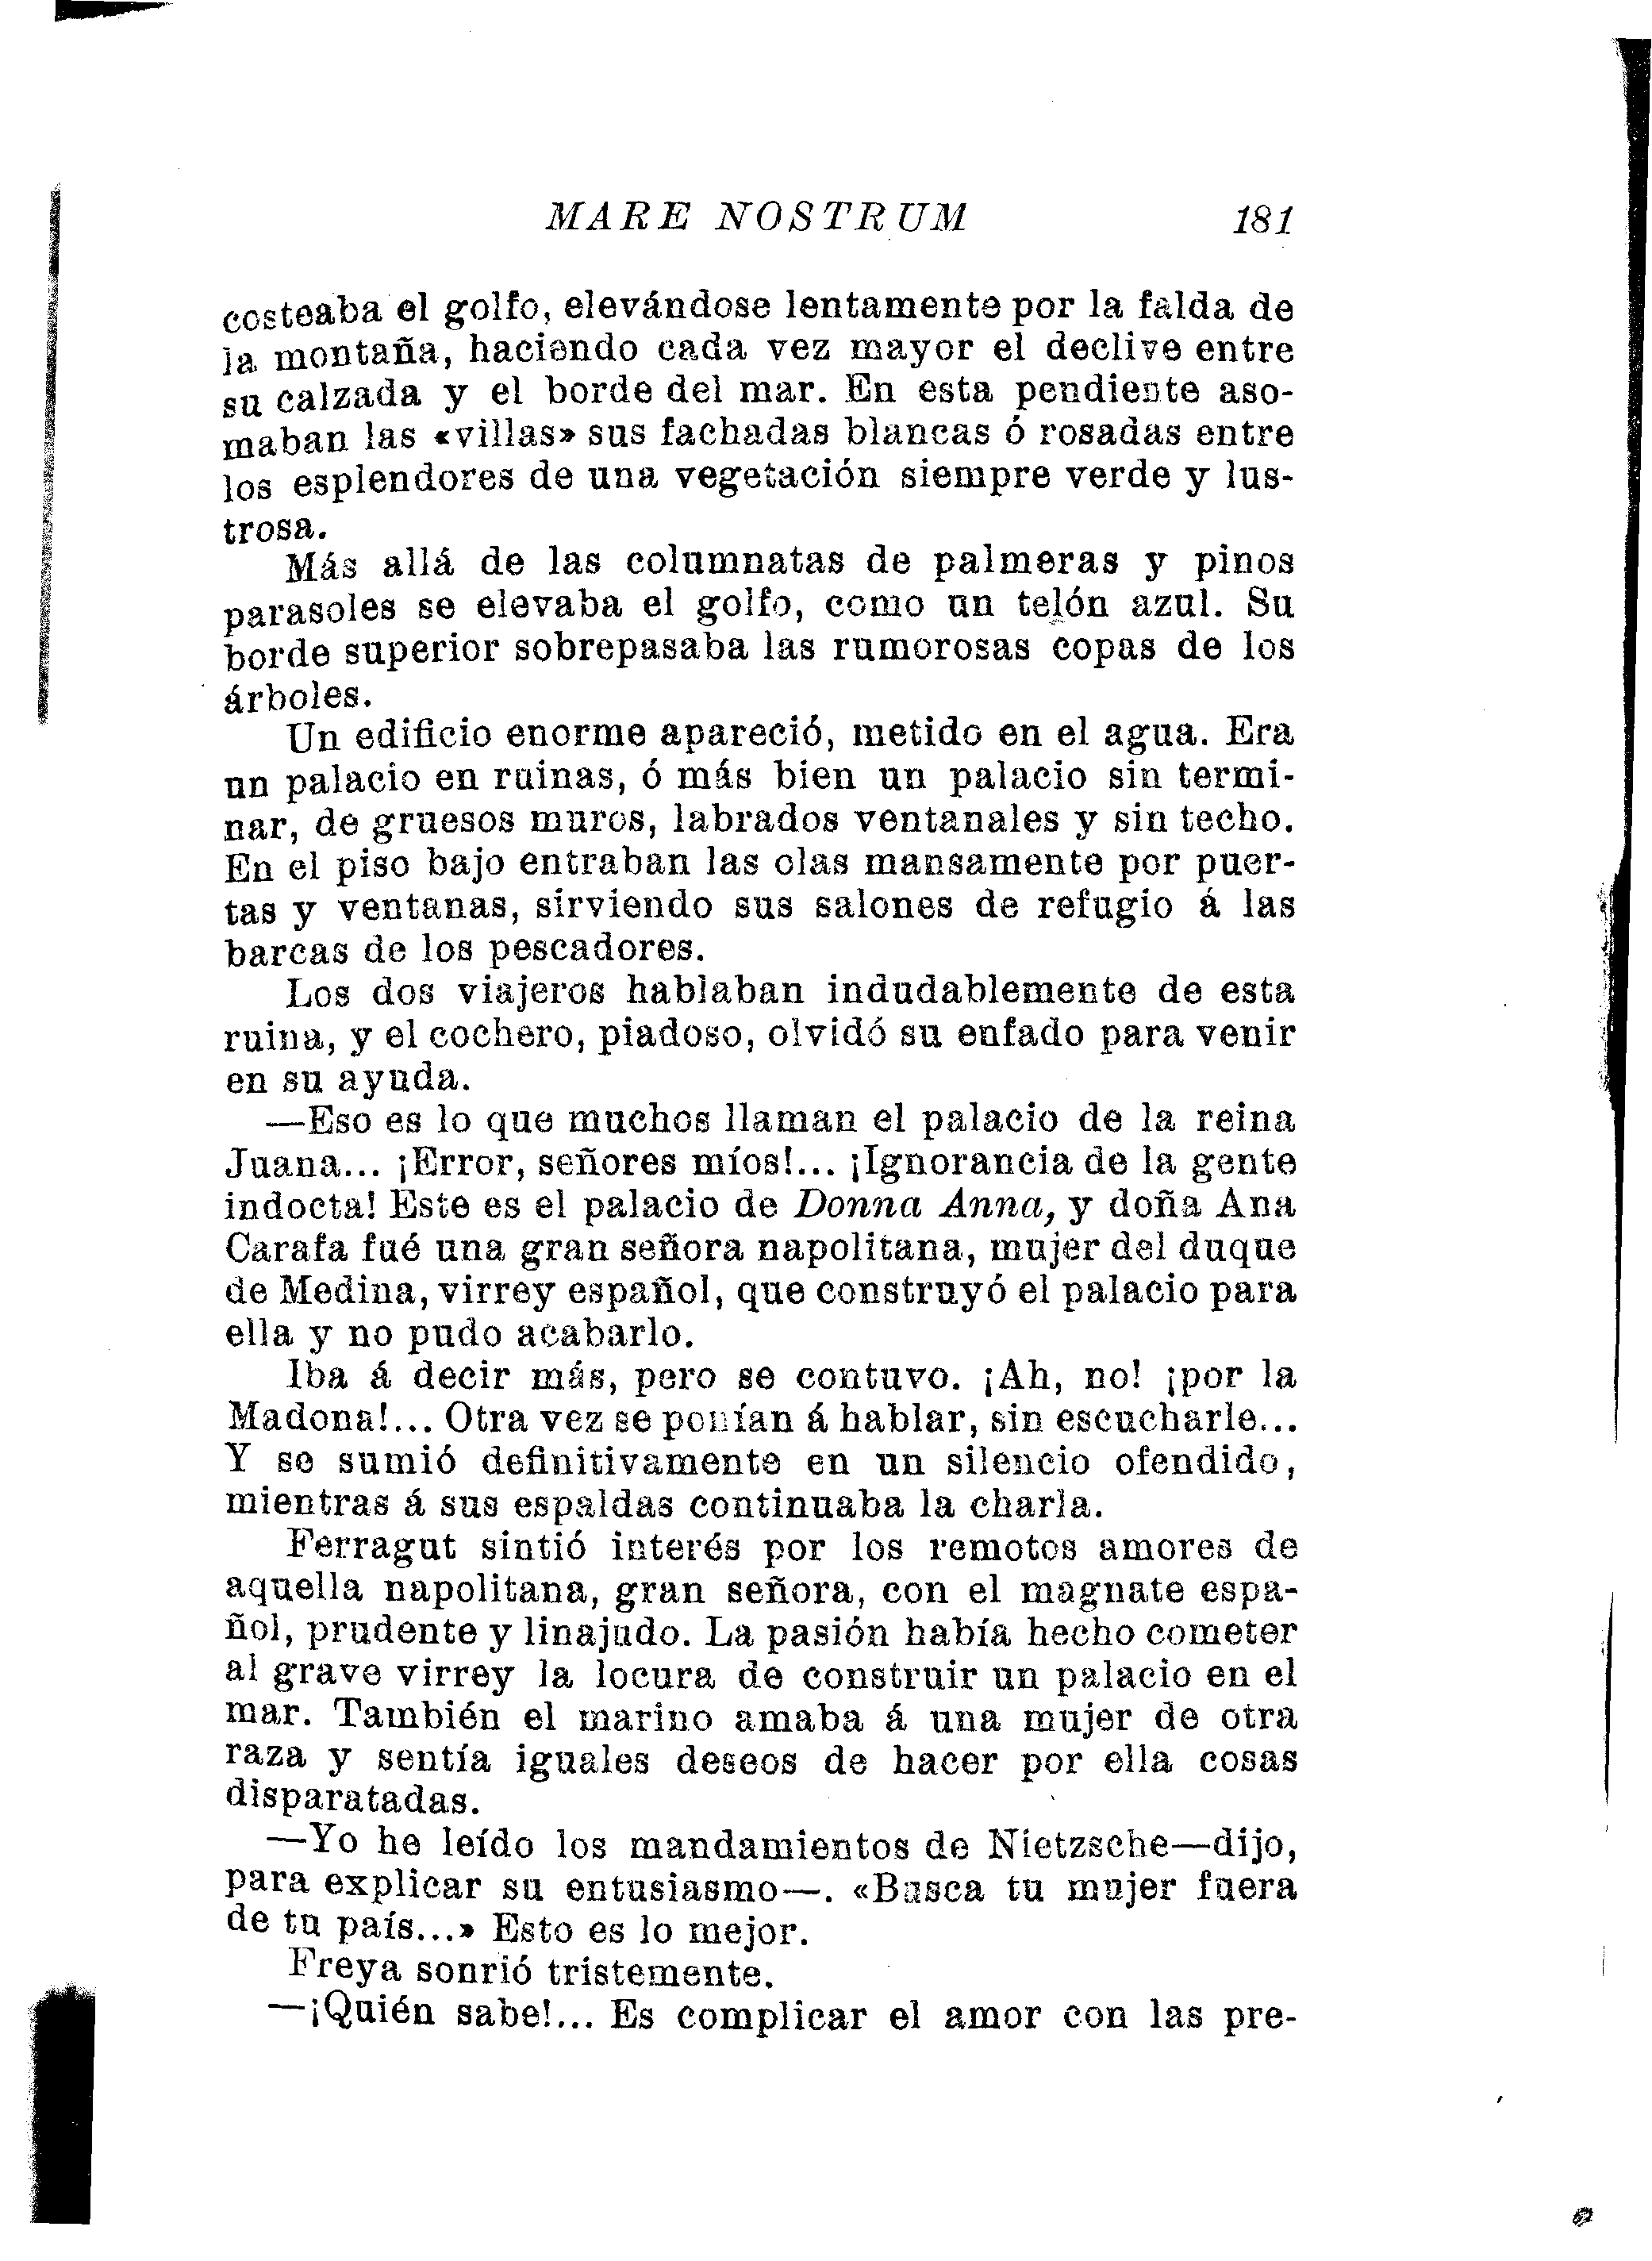 MARE NOSTRUM 181
costeaba el golfo, elevándose lentamente por la falda de
la montaña, haciendo cada vez mayor el declive entre
su calzada y el borde del mar. En esta pendiente aso-
maban las «villas» sus fachadas blancas ó rosadas entre
los esplendores de una vegetación siempre verde y lus-
trosa.
Más allá de las columnatas de palmeras y pinos
parasoles se elevaba el golfo, como un telón azul. Su
borde superior sobrepasaba las rumorosas copas de los
árboles.
Un edificio enorme apareció, metido en el agua. Era
un palacio en ruinas, ó más bien un palacio sin termi-
nar, de gruesos muros, labrados ventanales y sin techo.
En el piso bajo entraban las olas mansamente por puer-
tas y ventanas, sirviendo sus salones de refugio á las
barcas de los pescadores.
Los dos viajeros hablaban indudablemente de esta
ruina, y el cochero, piadoso, olvidó su enfado para venir
en su ayuda.
—Eso es lo que muchos llaman el palacio de la reina
Juana... ¡Error, señores míos!... ¡Ignorancia de la gente
indocta! Este es el palacio de Donna Anna, y doña Ana
Carafa fué una gran señora napolitana, mujer del duque
de Medina, virrey español, que construyó el palacio para
ella y no pudo acabarlo.
Iba á decir más, pero se contuvo. ¡Ah, no! ¡por la
Madona!... Otra vez se ponían á hablar, sin escucharle...
Y se sumió definitivamente en un silencio ofendido,
mientras á sus espaldas continuaba la charla.
Ferragut sintió interés por los remotos amores de
aquella napolitana, gran señora, con el magnate espa-
ñol, prudente y linajudo. La pasión había hecho cometer
al grave virrey la locura de construir un palacio en el
mar. También el marino amaba á una mujer de otra
raza y sentía iguales deseos de hacer por ella cosas
disparatadas.
—Yo he leído los mandamientos de Nietzsche—dijo,
para explicar su entusiasmo—. «Busca tu mujer fuera
de tu país...» Esto es lo mejor.
Freya sonrió tristemente.
—¡Quién sabe!... Es complicar el amor con las pre-